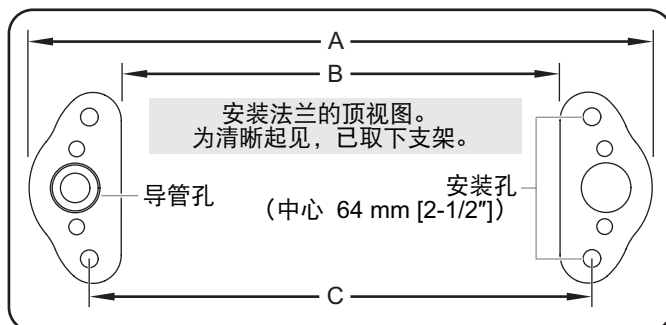 A
B
安装法兰的顶视图。
为清晰起见，已取下支架。
导管孔
安装孔
（中心 64 mm [2-1/2"]）
C